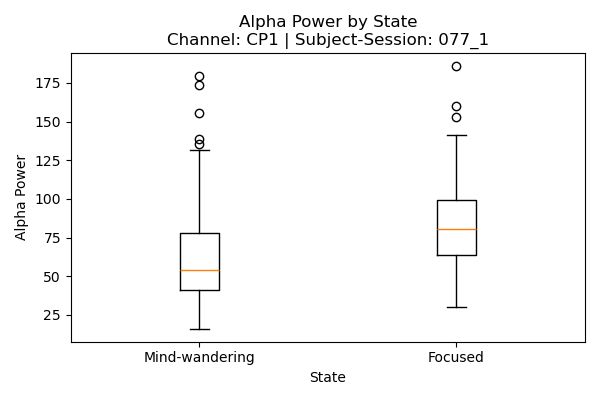 Alpha Power by State
Channel: CP1 | Subject-Session: 077_1
175
150
125
100
75
50
25
Alpha Power
Mind-wandering
Focused
State